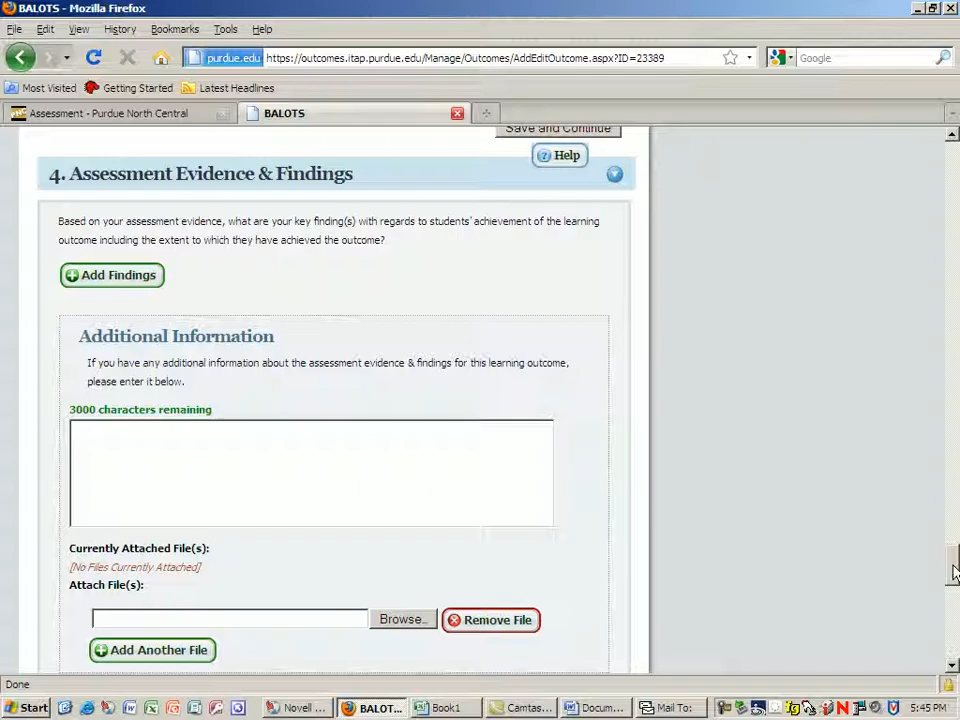 BALOTS - Mozilla Firefox
File Edit View History Bookmarks Tools Help
purdue.edu https://outcomes.itap.purdue.edu/Manage/Outcomes/AddEditOutcome.aspx?ID=23389
Google
Most Visited Getting Started Latest Headlines
Assessment - Purdue North Central
BALOTS
Save and Continue
Help
4. Assessment Evidence & Findings
Based on your assessment evidence, what are your key finding(s) with regards to students' achievement of the learning
outcome including the extent to which they have achieved the outcome?
Add Findings
Additional Information
If you have any additional information about the assessment evidence & findings for this learning outcome,
please enter it below.
3000 characters remaining
Currently Attached File(s):
[No Files Currently Attached]
Attach File(s):
Browse...
Remove File
Add Another File
Done
Start Novell ... BALOT... Book1 Camtas... Docum... Mail To: 5:45 PM